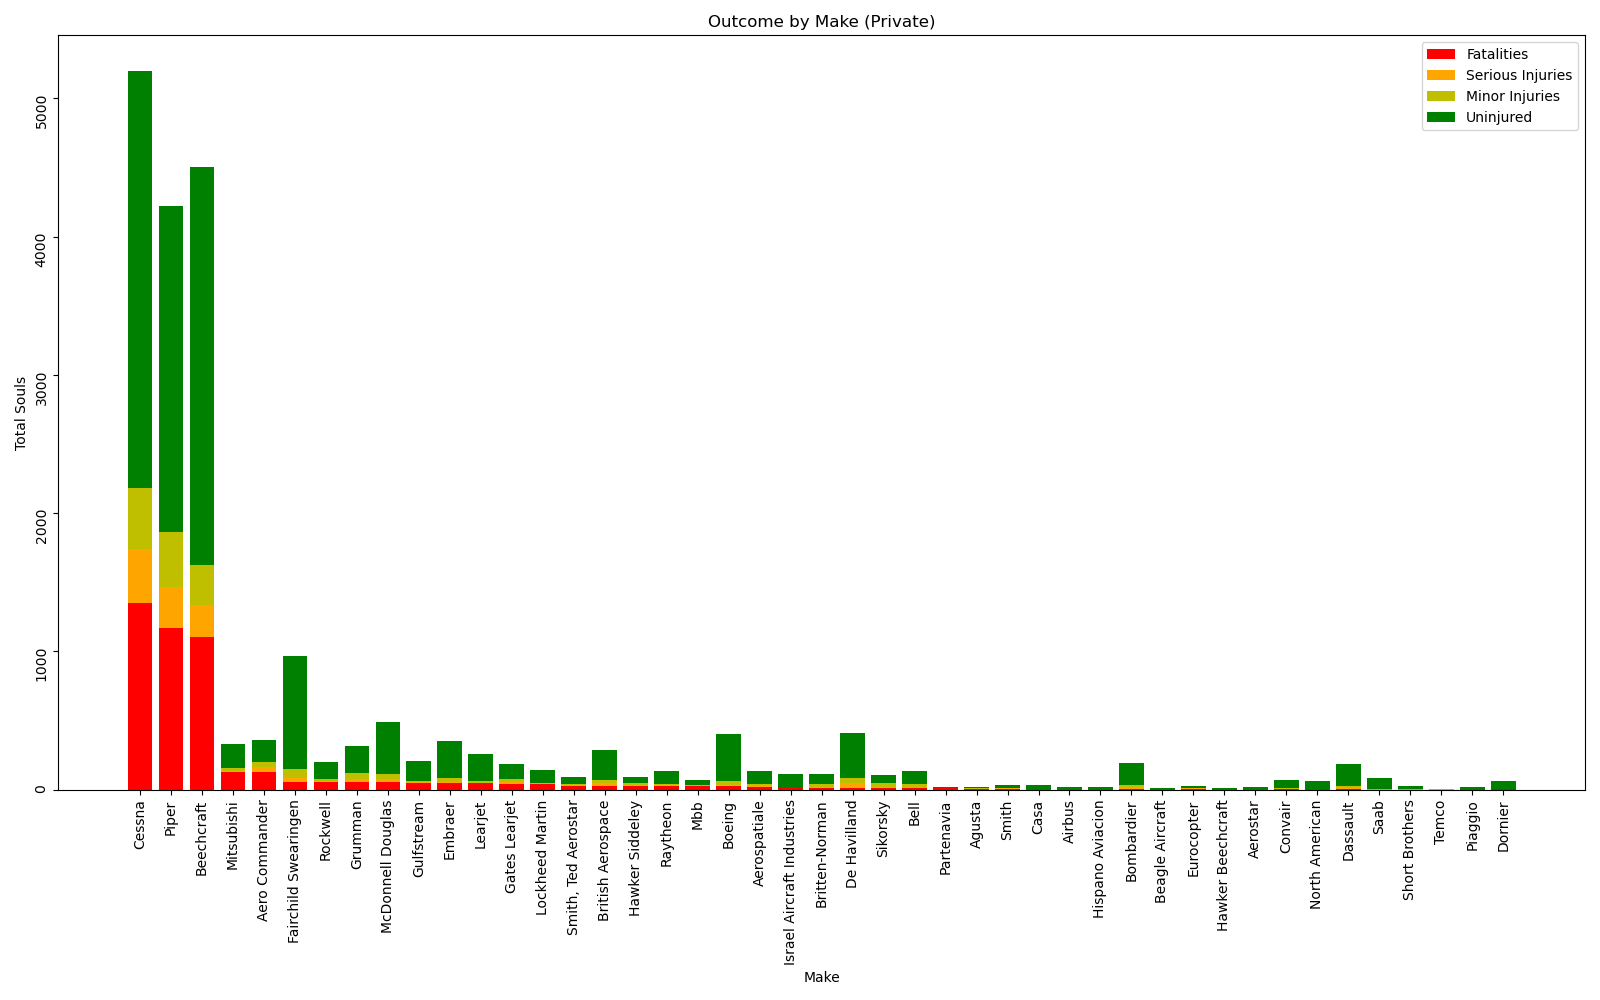 Outcome by Make (Private)
Fatalities
Serious Injuries
Minor Injuries
Uninjured
Total Souls
5000
4000
3000
2000
1000
0
Cessna
Piper
Beechcraft
Mitsubishi
Aero Commander
Fairchild Swearingen
Rockwell
Grumman
McDonnell Douglas
Gulfstream
Embraer
Learjet
Gates Learjet
Lockheed Martin
Smith, Ted Aerostar
British Aerospace
Hawker Siddeley
Raytheon
Mbb
Boeing
Aerospatiale
Israel Aircraft Industries
Britten-Norman
De Havilland
Sikorsky
Bell
Partenavia
Agusta
Smith
Casa
Airbus
Hispano Aviacion
Bombardier
Beagle Aircraft
Eurocopter
Hawker Beechcraft
Aerostar
Convair
North American
Dassault
Saab
Short Brothers
Temco
Piaggio
Dornier
Make